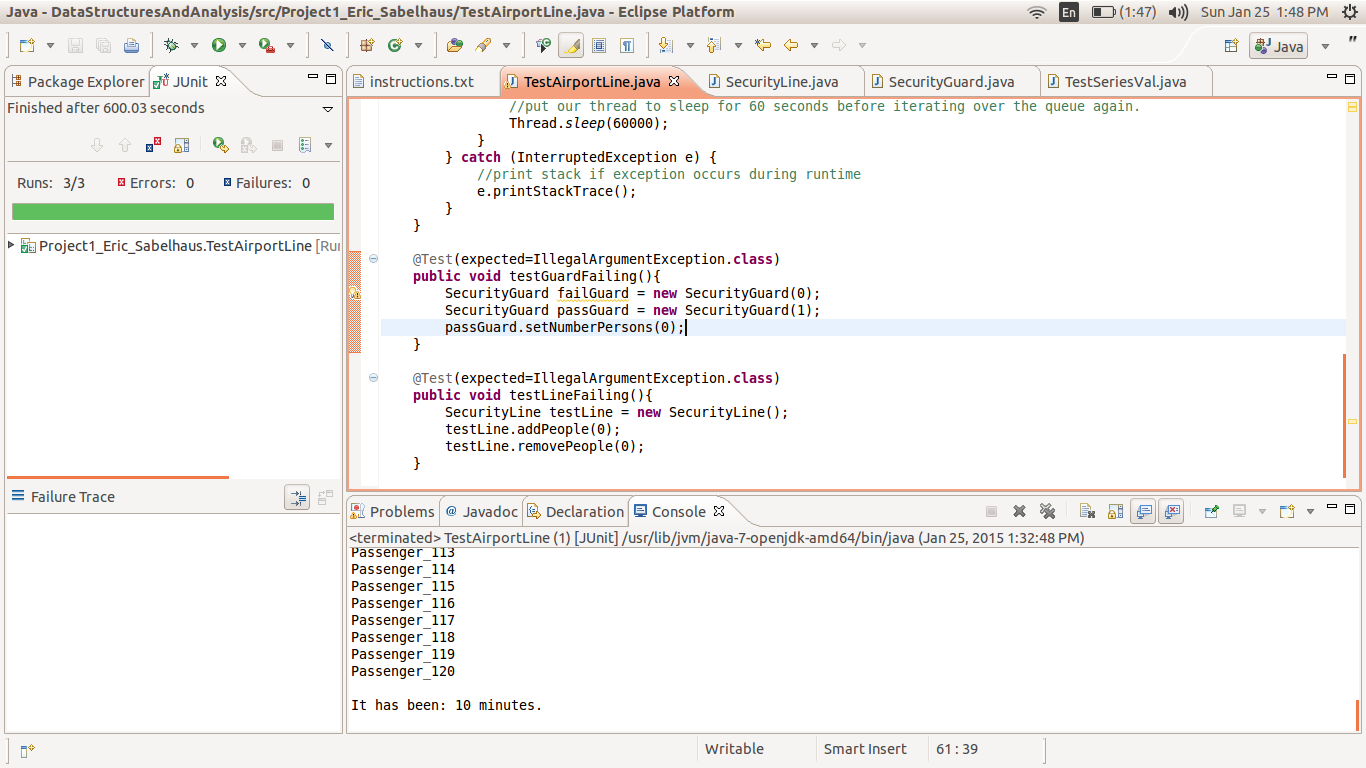 Java - DataStructuresAndAnalysis/src/Project1_Eric_Sabelhaus/TestAirportLine.java - Eclipse Platform
En
(1:47)
Sun Jan 25 1:48 PM
Java
Package Explorer
JUnit
Finished after 600.03 seconds
Runs: 3/3
Errors: 0
Failures: 0
Project1_Eric_Sabelhaus.TestAirportLine [Ru
Failure Trace
instructions.txt
TestAirportLine.java
SecurityLine.java
SecurityGuard.java
TestSeriesVal.java
//put our thread to sleep for 60 seconds before iterating over the queue again.
Thread.sleep(60000);
}
} catch (InterruptedException e) {
//print stack if exception occurs during runtime
e.printStackTrace();
}
}
@Test(expected=IllegalArgumentException.class)
public void testGuardFailing(){
SecurityGuard failGuard = new SecurityGuard(0);
SecurityGuard passGuard = new SecurityGuard(1);
passGuard.setNumberPersons(0);
}
@Test(expected=IllegalArgumentException.class)
public void testLineFailing(){
SecurityLine testLine = new SecurityLine();
testLine.addPeople(0);
testLine.removePeople(0);
}
Problems
@ Javadoc
Declaration
Console
<terminated> TestAirportLine (1) [JUnit] /usr/lib/jvm/java-7-openjdk-amd64/bin/java (Jan 25, 2015 1:32:48 PM)
Passenger_113
Passenger_114
Passenger_115
Passenger_116
Passenger_117
Passenger_118
Passenger_119
Passenger_120
It has been: 10 minutes.
Writable
Smart Insert
61 : 39